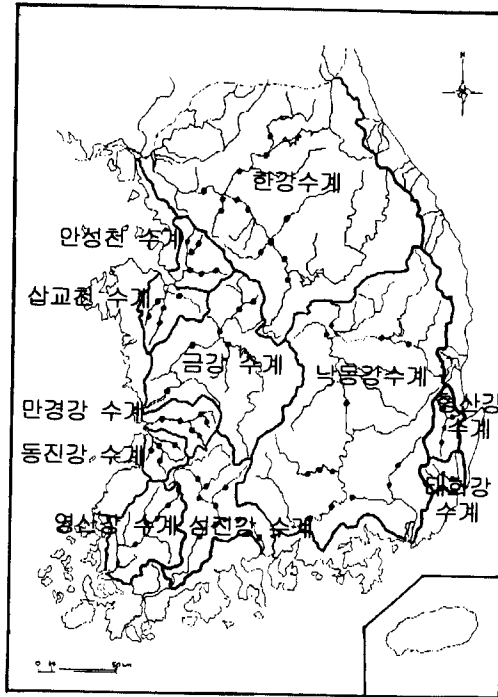 N
한강수계
안성천 수계
삽교천 수계
금강 수계
낙동강수계
만경강 수계
형산강
수계
동진강 수계
태화강
수계
영산강 수계
섬진강 수계
0